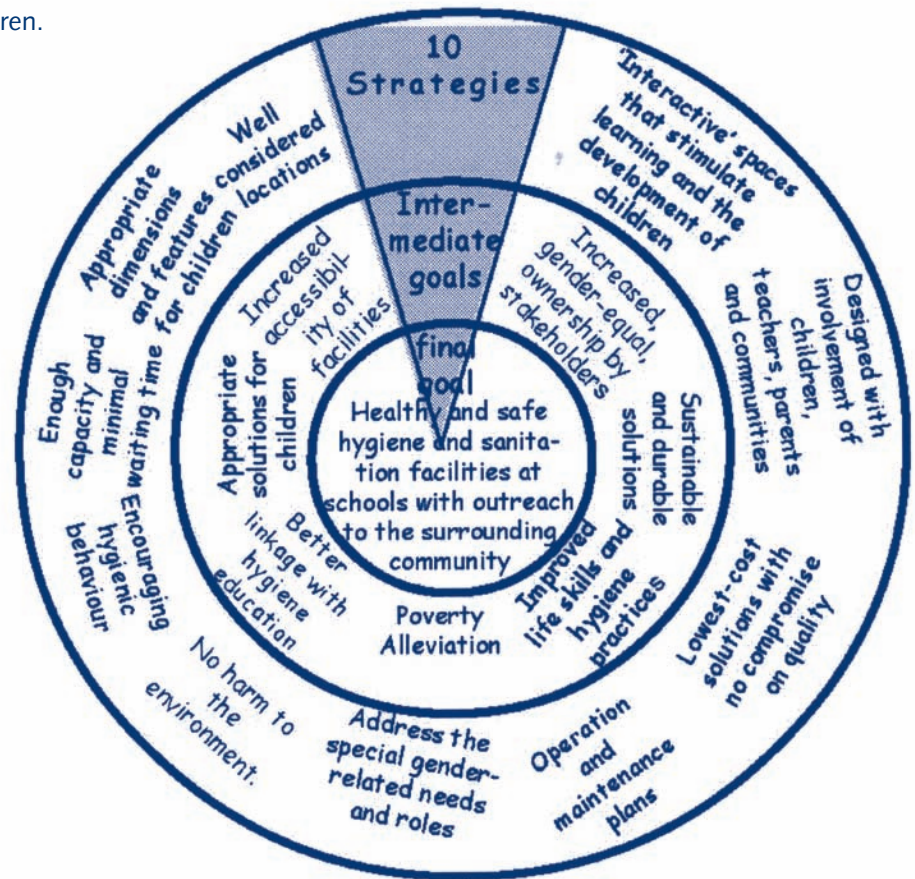 ren.
10
Strategies
Inter-
mediate
goals
final
goal
Healthy and safe
hygiene and sanita-
tion facilities at
schools with outreach
to the surrounding
community
'Interactive' spaces
that stimulate
learning and the
development of
children
Designed with
involvement of
children,
teachers, parents
and communities
Lowest-cost
solutions with
no compromise
on quality
Operation
and
maintenance
plans
Address the
special gender-
related needs
and roles
No harm to
the
environment.
Encouraging
hygienic
behaviour
Enough
capacity and
minimal
waiting time
Appropriate
dimensions
and features
for children
Well
considered
locations
Increased,
gender-equal,
ownership by
stakeholders
Sustainable
and durable
solutions
Improved
life skills and
hygiene
practices
Poverty
Alleviation
Better
linkage with
hygiene
education
Appropriate
solutions for
children
Increased
accessibil-
ity of
facilities